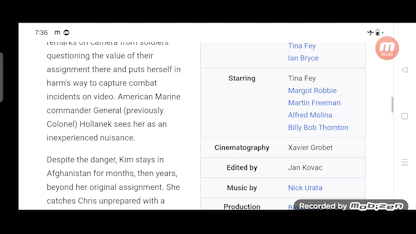 7:36
remarks on camera from soldiers
questioning the value of their
assignment there and puts herself in
harm's way to capture combat
incidents on video. American Marine
commander General (previously
Colonel) Hollanek sees her as an
inexperienced nuisance.
Despite the danger, Kim stays in
Afghanistan for months, then years,
beyond her original assignment. She
catches Chris unprepared with a
Tina Fey
Ian Bryce
Starring Tina Fey
Margot Robbie
Martin Freeman
Alfred Molina
Billy Bob Thornton
Cinematography Xavier Grobet
Edited by Jan Kovac
Music by Nick Urata
Production
Recorded by Mobizen